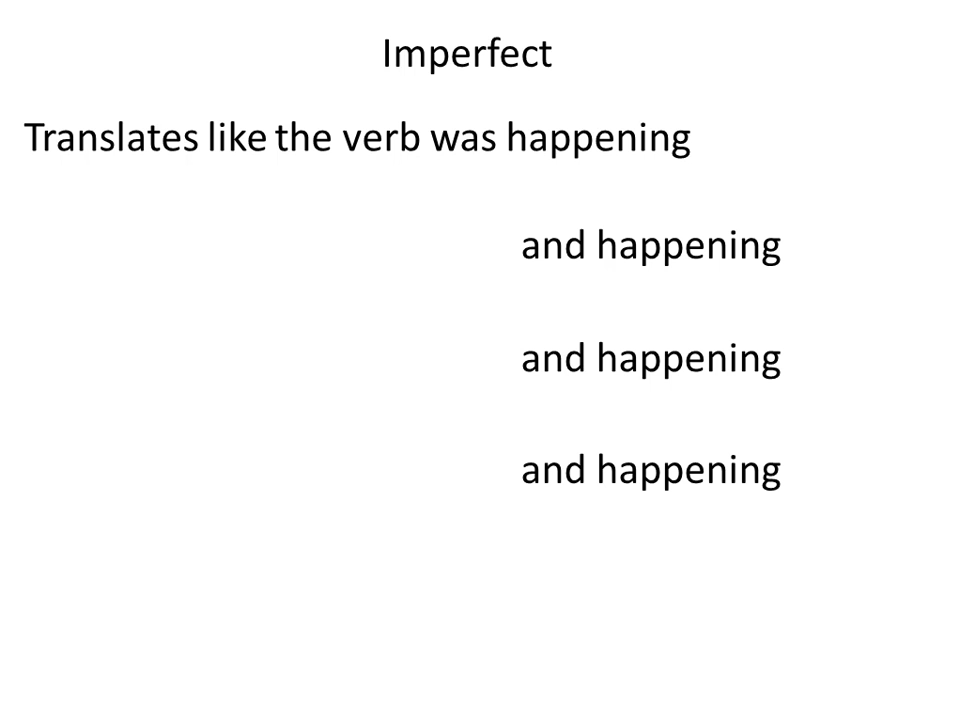 Imperfect
Translates like the verb was happening
and happening
and happening
and happening